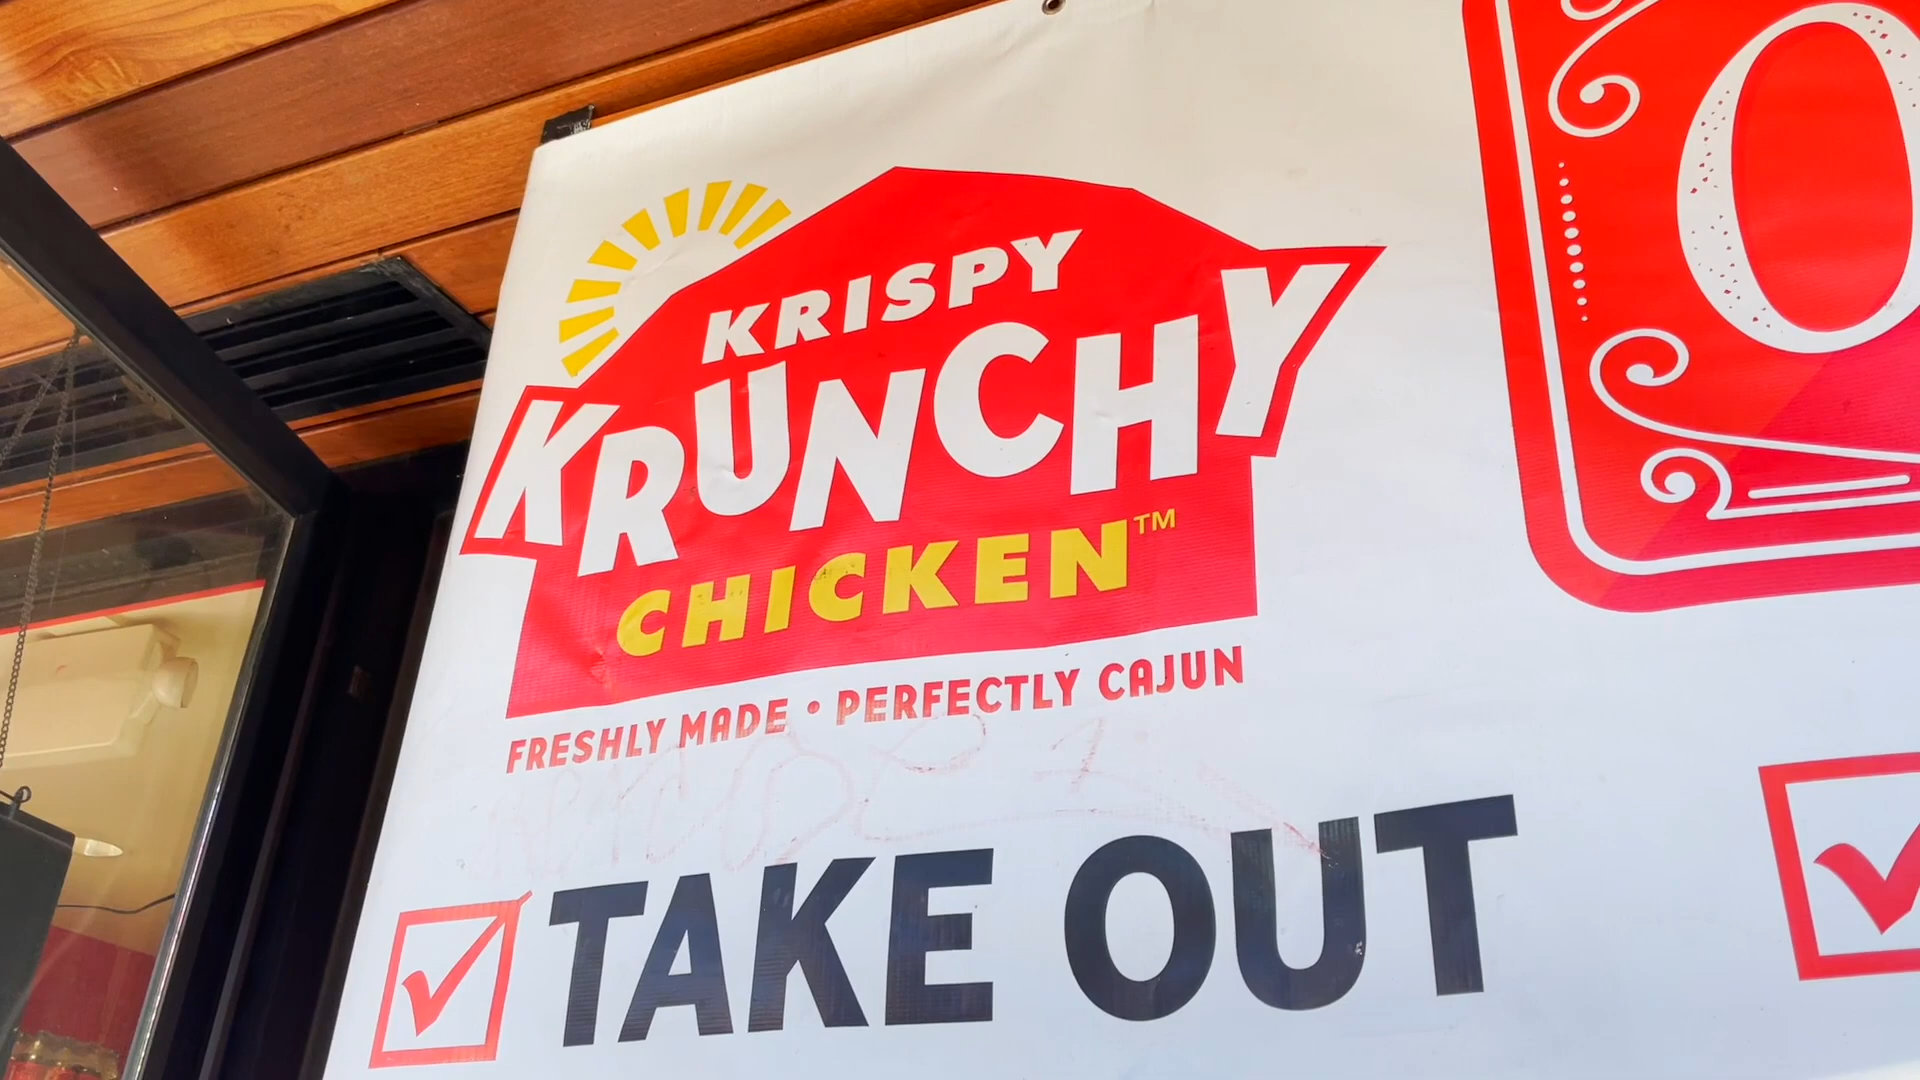 KRISPY
KRUNCHY
CHICKEN™
FRESHLY MADE • PERFECTLY CAJUN
TAKE OUT
O